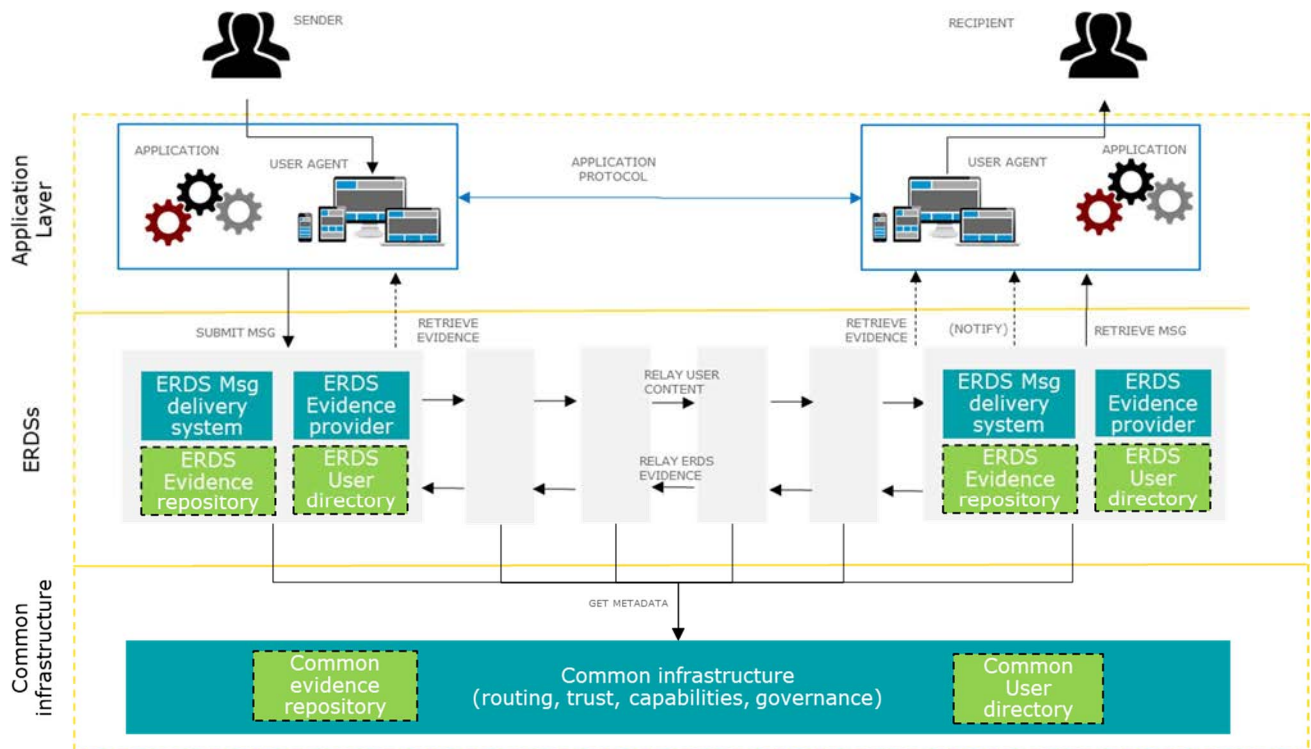 SENDER
RECIPIENT
Application
Layer
APPLICATION
USER AGENT
APPLICATION
PROTOCOL
USER AGENT
APPLICATION
SUBMIT MSG
RETRIEVE
EVIDENCE
RETRIEVE
EVIDENCE
(NOTIFY)
RETRIEVE MSG
ERDSs
ERDS Msg
delivery
system
ERDS
Evidence
provider
ERDS
Evidence
repository
ERDS
User
directory
RELAY USER
CONTENT
RELAY ERDS
EVIDENCE
ERDS Msg
delivery
system
ERDS
Evidence
provider
ERDS
Evidence
repository
ERDS
User
directory
GET METADATA
Common
infrastructure
Common
evidence
repository
Common infrastructure
(routing, trust, capabilities, governance)
Common
User
directory